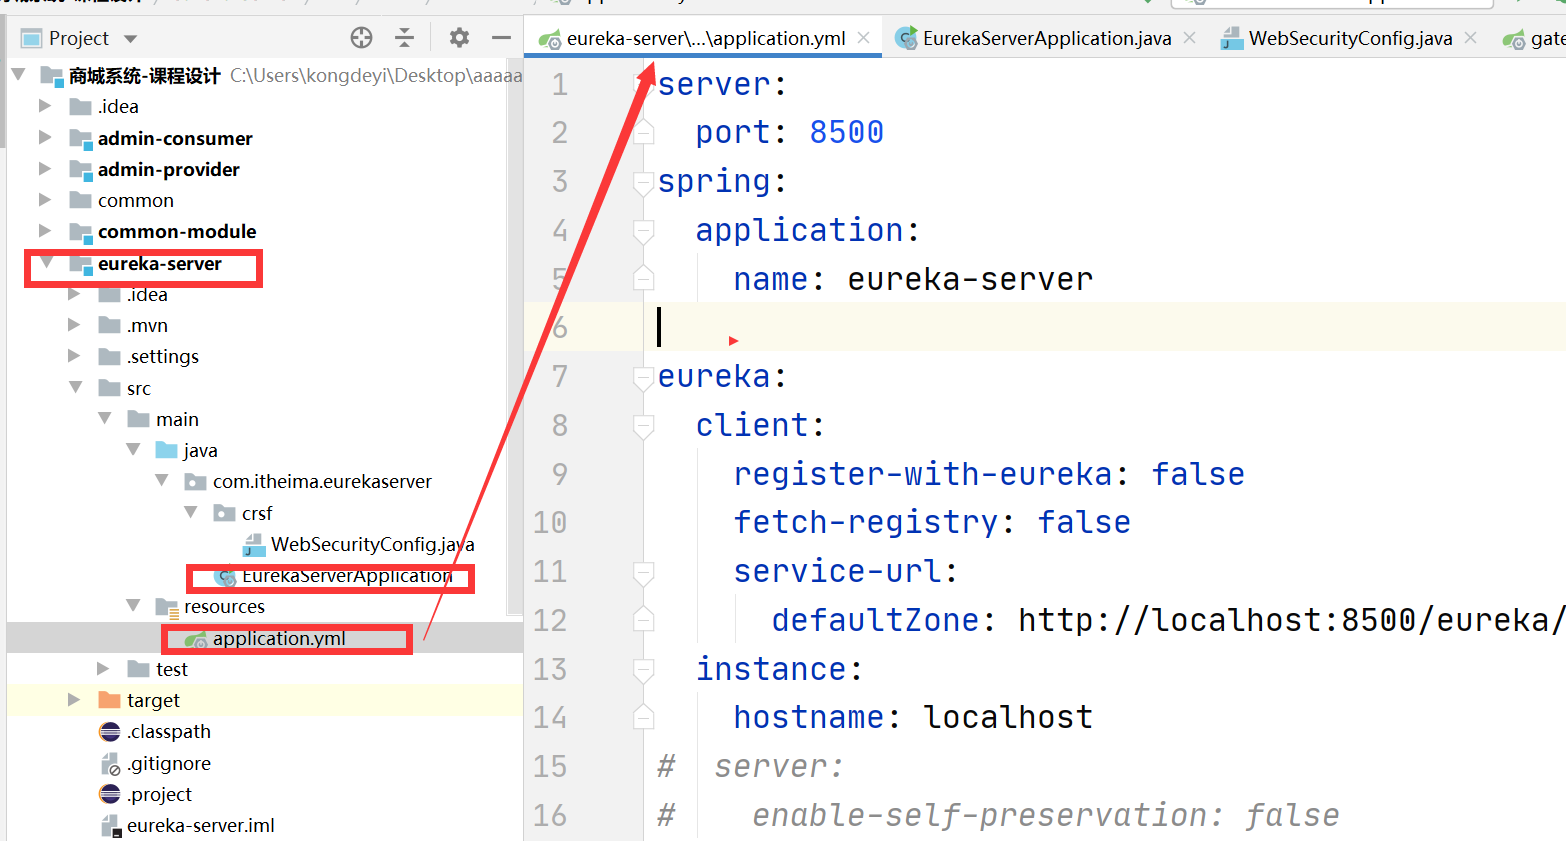 Project
商城系统-课程设计 C:\Users\kongdeyi\Desktop\aaaaa
.idea
admin-consumer
admin-provider
common
common-module
eureka-server
.idea
.mvn
.settings
src
main
java
com.itheima.eurekaserver
crsf
WebSecurityConfig.java
EurekaServerApplication
resources
application.yml
test
target
.classpath
.gitignore
.project
eureka-server.iml
eureka-server\...\application.yml EurekaServerApplication.java WebSecurityConfig.java gate
1 server:
2 port: 8500
3 spring:
4 application:
5 name: eureka-server
6
7 eureka:
8 client:
9 register-with-eureka: false
10 fetch-registry: false
11 service-url:
12 defaultZone: http://localhost:8500/eureka/
13 instance:
14 hostname: localhost
15 # server:
16 # enable-self-preservation: false